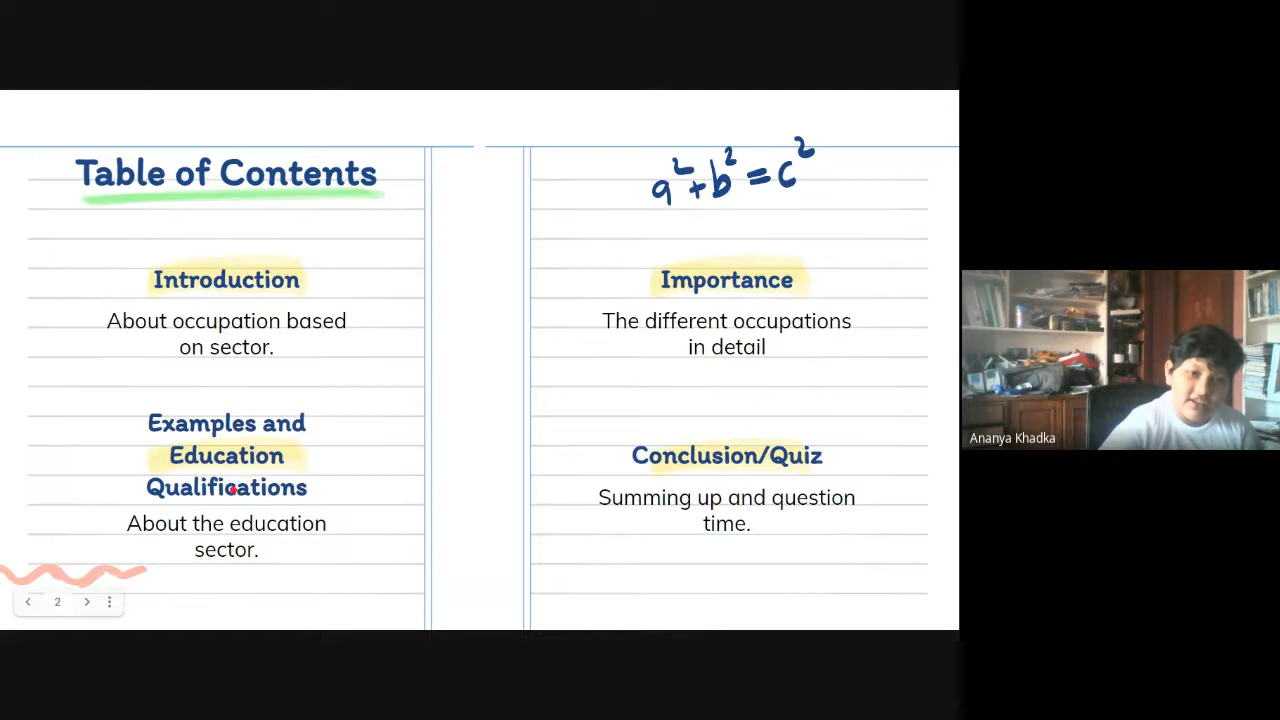 Table of Contents
Introduction
About occupation based
on sector.
Examples and
Education
Qualifications
About the education
sector.
a²+b²=c²
Importance
The different occupations
in detail
Conclusion/Quiz
Summing up and question
time.
2
Ananya Khadka